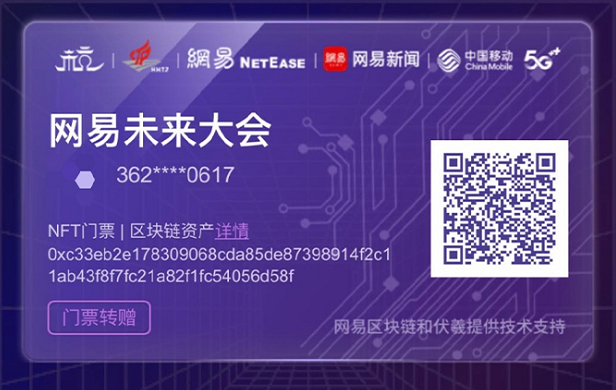 杭 | HHTZ | 網易 NETEASE | 網易 网易新闻 | 中国移动 China Mobile 5G+
网易未来大会
362****0617
NFT门票 | 区块链资产详情
0xc33eb2e178309068cda85de87398914f2c1
1ab43f8f7fc21a82f1fc54056d58f
门票转赠
网易区块链和伏羲提供技术支持